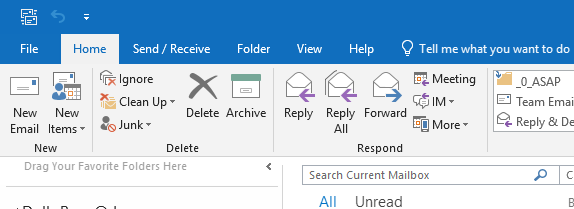 File Home Send / Receive Folder View Help Tell me what you want to do
New Email
New Items
Ignore
Clean Up
Junk
Delete
Archive
Reply
Reply All
Forward
Meeting
IM
More
_0_ASAP
Team Emai
Reply & De
New
Delete
Respond
Drag Your Favorite Folders Here
Search Current Mailbox
C
All Unread